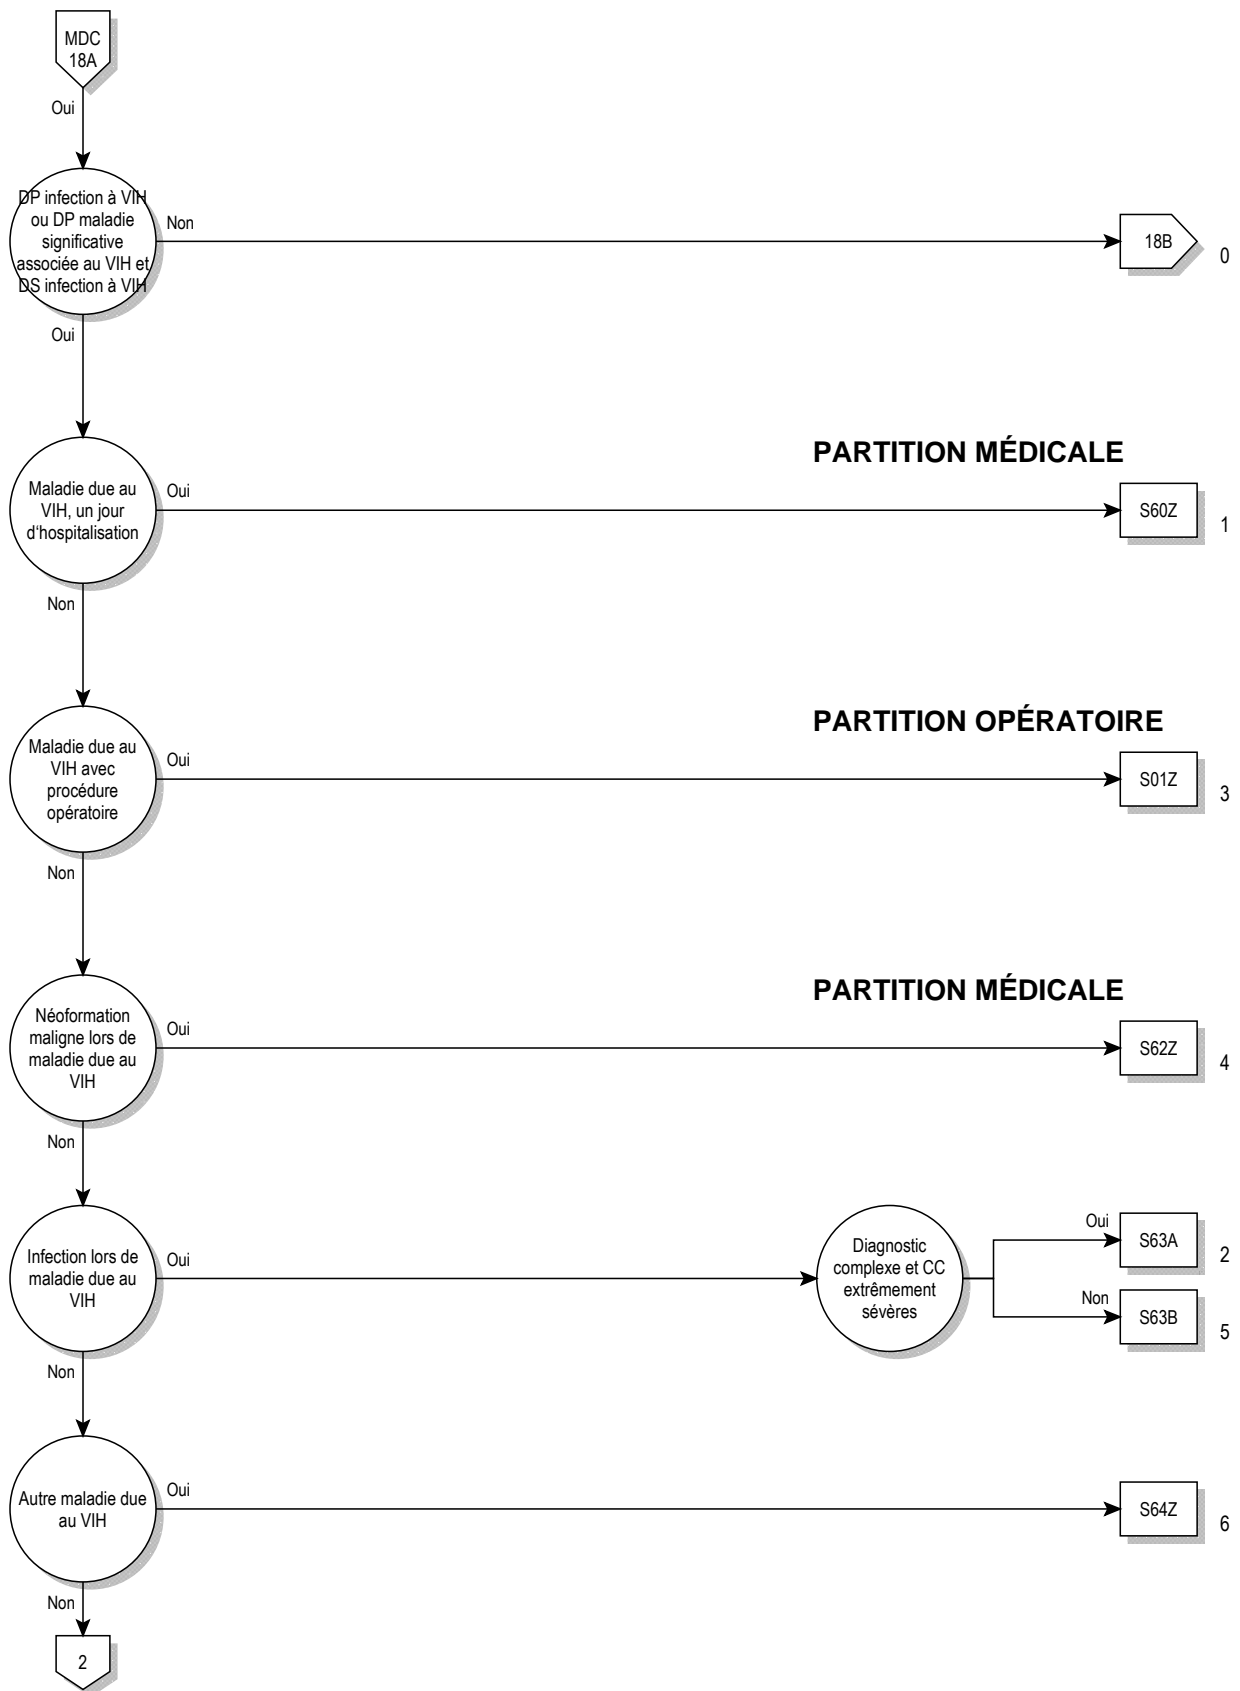 MDC
18A
Oui
DP infection à VIH
ou DP maladie
significative
associée au VIH et
DS infection à VIH
Non
18B
0
Oui
PARTITION MÉDICALE
Maladie due au
VIH, un jour
d'hospitalisation
Oui
S60Z
1
Non
PARTITION OPÉRATOIRE
Maladie due au
VIH avec
procédure
opératoire
Oui
S01Z
3
Non
PARTITION MÉDICALE
Néoformation
maligne lors de
maladie due au
VIH
Oui
S62Z
4
Non
Infection lors de
maladie due au
VIH
Oui
Diagnostic
complexe et CC
extrêmement
sévères
Oui
S63A
2
Non
S63B
5
Non
Autre maladie due
au VIH
Oui
S64Z
6
Non
2